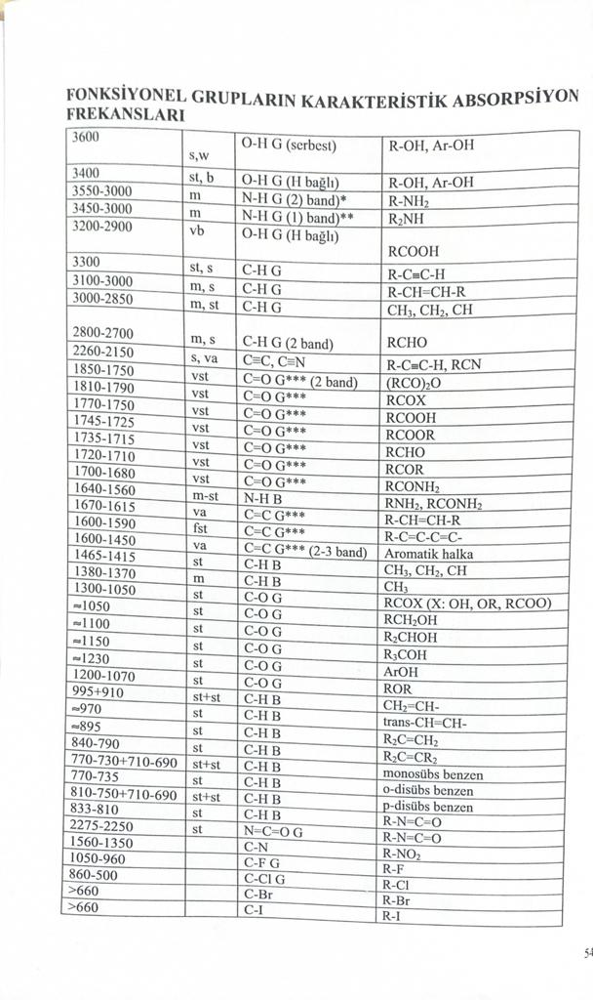 FONKSİYONEL GRUPLARIN KARAKTERİSTİK ABSORPSİYON
FREKANSLARI
3600 s,w O-H G (serbest) R-OH, Ar-OH
3400 st, b O-H G (H bağlı) R-OH, Ar-OH
3550-3000 m N-H G (2) band)* R-NH₂
3450-3000 m N-H G (1) band)** R₂NH
3200-2900 vb O-H G (H bağlı) RCOOH
3300 st, s C-H G R-C≡C-H
3100-3000 m, s C-H G R-CH=CH-R
3000-2850 m, st C-H G CH₃, CH₂, CH
2800-2700 m, s C-H G (2 band) RCHO
2260-2150 s, va C≡C, C≡N R-C≡C-H, RCN
1850-1750 vst C=O G*** (2 band) (RCO)₂O
1810-1790 vst C=O G*** RCOX
1770-1750 vst C=O G*** RCOOH
1745-1725 vst C=O G*** RCOOR
1735-1715 vst C=O G*** RCHO
1720-1710 vst C=O G*** RCOR
1700-1680 vst C=O G*** RCONH₂
1640-1560 m-st N-H B RNH₂, RCONH₂
1670-1615 va C=C G*** R-CH=CH-R
1600-1590 fst C=C G*** R-C=C-C=C-
1600-1450 va C=C G*** (2-3 band) Aromatik halka
1465-1415 st C-H B CH₃, CH₂, CH
1380-1370 m C-H B CH₃
1300-1050 st C-O G RCOX (X: OH, OR, RCOO)
≈1050 st C-O G RCH₂OH
≈1100 st C-O G R₂CHOH
≈1150 st C-O G R₃COH
≈1230 st C-O G ArOH
1200-1070 st C-O G ROR
995+910 st+st C-H B CH₂=CH-
≈970 st C-H B trans-CH=CH-
≈895 st C-H B R₂C=CH₂
840-790 st C-H B R₂C=CR₂
770-730+710-690 st+st C-H B monosübs benzen
770-735 st C-H B o-disübs benzen
810-750+710-690 st+st C-H B p-disübs benzen
833-810 st C-H B R-N=C=O
2275-2250 st N=C=O G R-N=C=O
1560-1350 C-N R-NO₂
1050-960 C-F G R-F
860-500 C-Cl G R-Cl
>660 C-Br R-Br
>660 C-I R-I
54